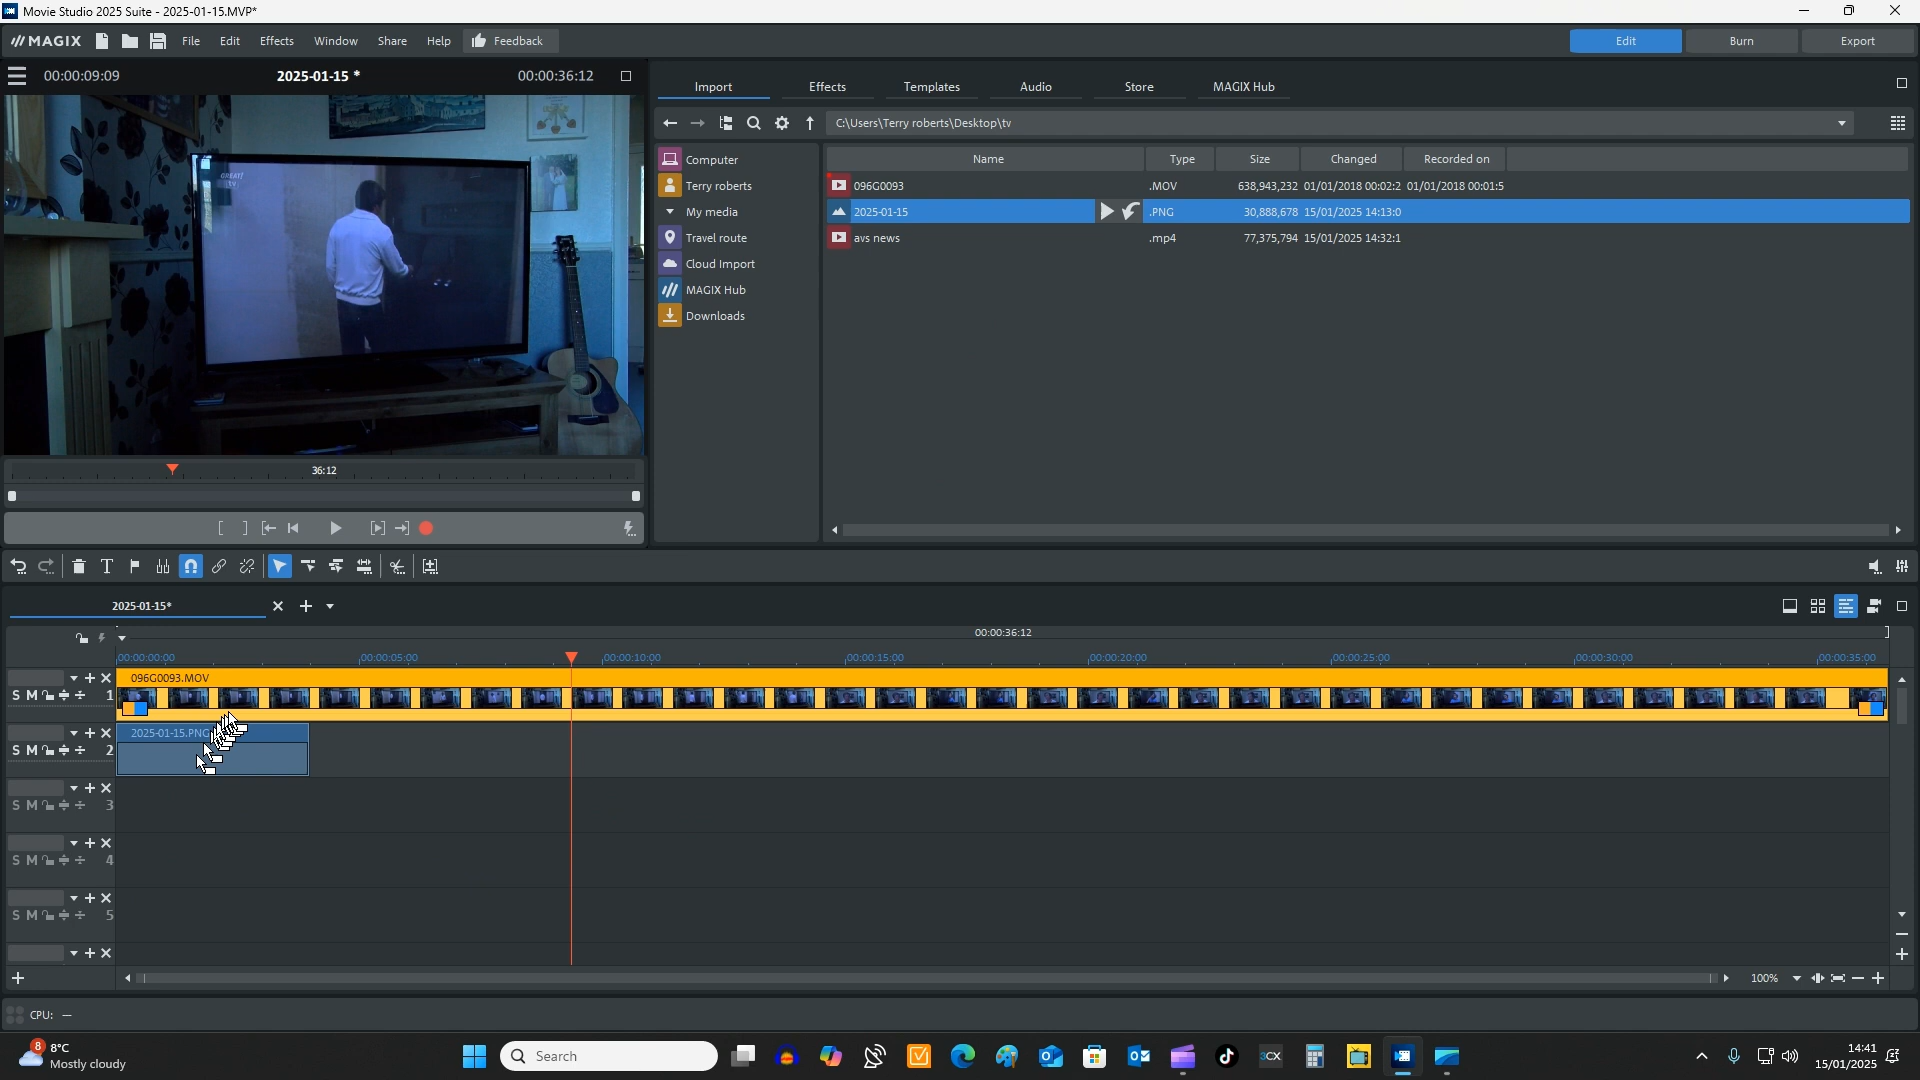 Movie Studio 2025 Suite - 2025-01-15.MVP*
MAGIX File Edit Effects Window Share Help Feedback Edit Burn Export
00:00:09:09 2025-01-15 * 00:00:36:12
Import Effects Templates Audio Store MAGIX Hub
C:\Users\Terry roberts\Desktop\tv
Computer
Terry roberts
My media
Travel route
Cloud Import
MAGIX Hub
Downloads
Name Type Size Changed Recorded on
096G0093 .MOV 638,943,232 01/01/2018 00:02:2 01/01/2018 00:01:5
2025-01-15 .PNG 30,888,678 15/01/2025 14:13:0
avs news .mp4 77,375,794 15/01/2025 14:32:1
GREAT!
36:12
2025-01-15*
00:00:36:12
00:00:00:00 00:00:05:00 00:00:10:00 00:00:15:00 00:00:20:00 00:00:25:00 00:00:30:00 00:00:35:00
096G0093.MOV
S M 1
2025-01-15.PNG
S M 2
S M 3
S M 4
S M 5
100%
CPU: —
8
8°C
Mostly cloudy
Search
3CX
14:41
15/01/2025